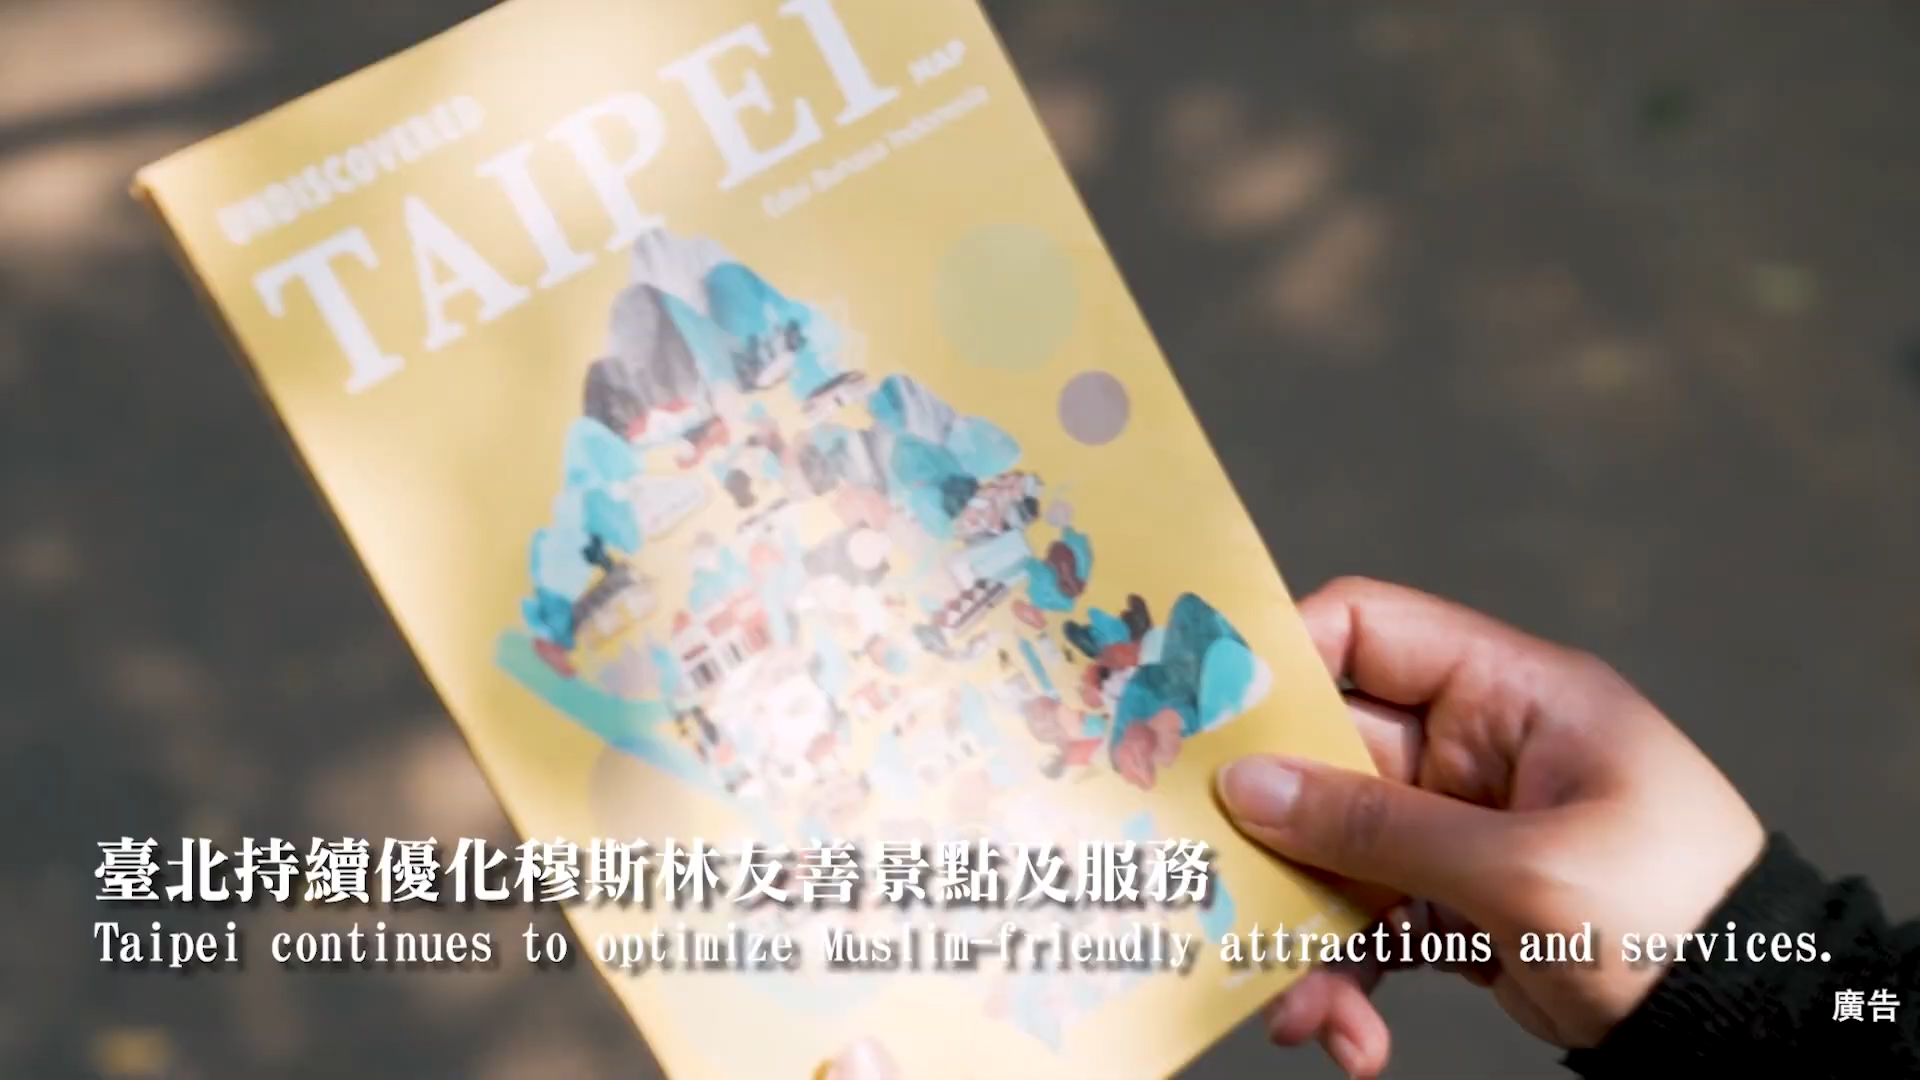 UNDISCOVERED
TAIPEI
MAP
臺北持續優化穆斯林友善景點及服務
Taipei continues to optimize Muslim-friendly attractions and services.
廣告